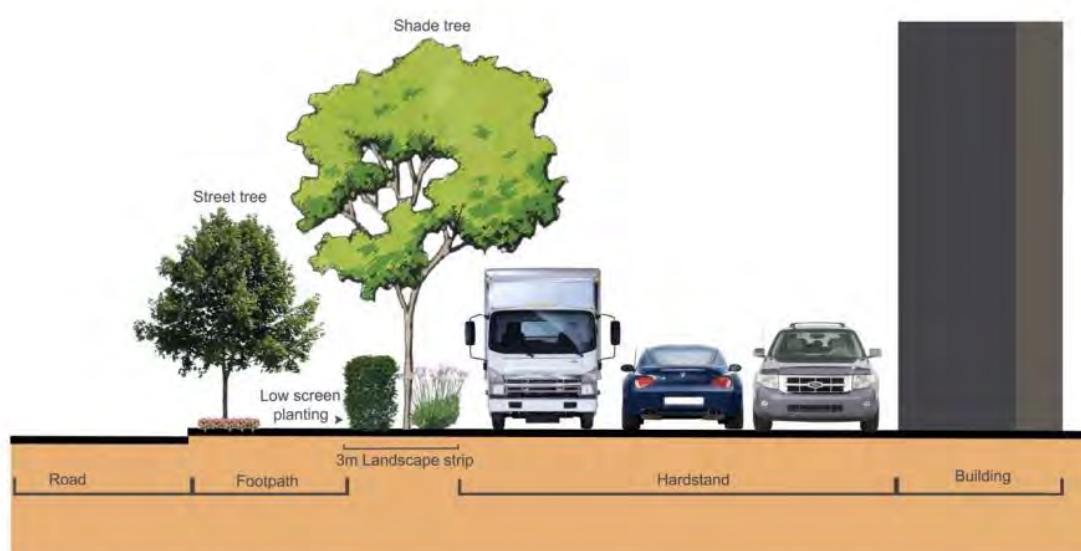 Shade tree
Street tree
Low screen
planting
3m Landscape strip
Road
Footpath
Hardstand
Building